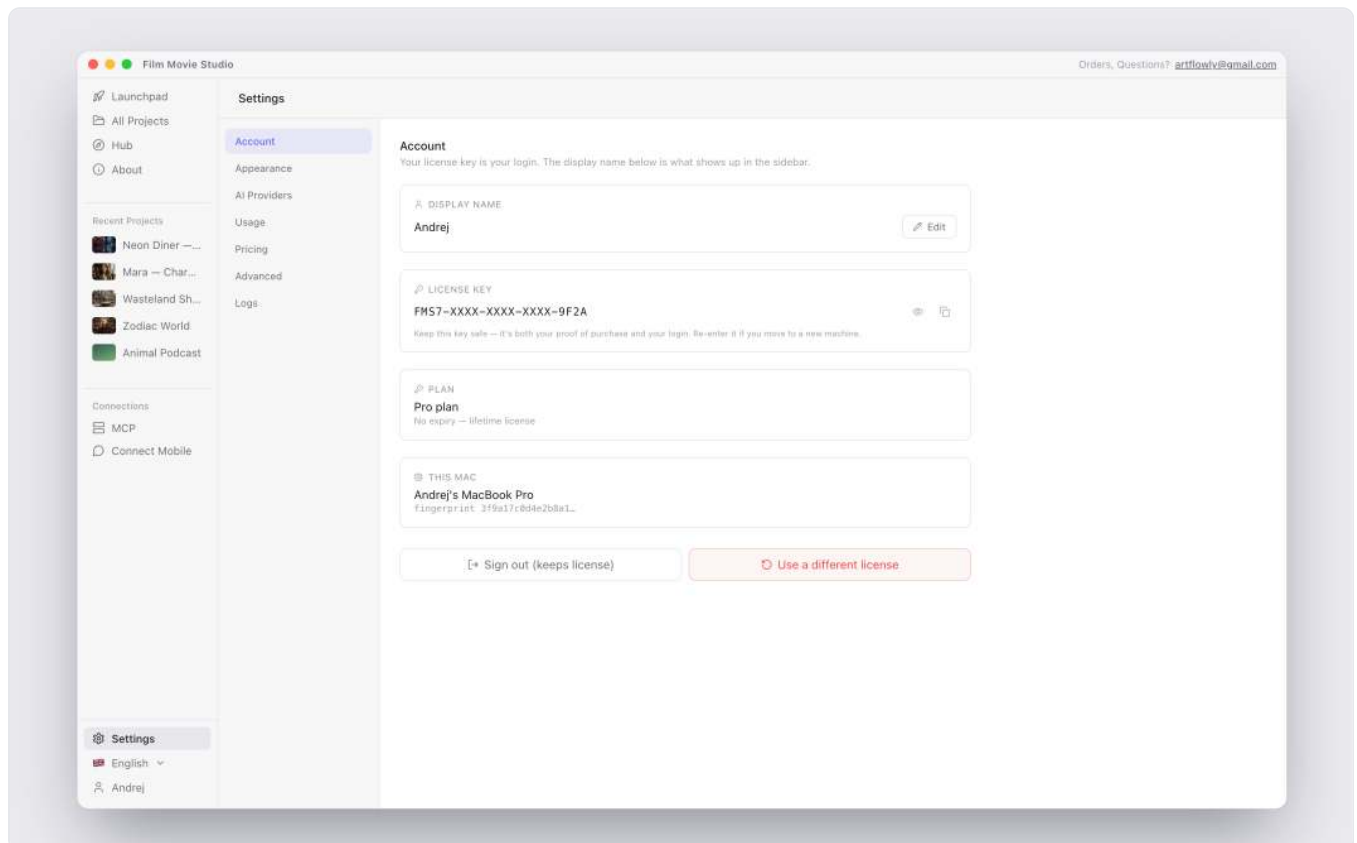 Film Movie Studio
Orders, Questions? artflowlv@gmail.com
Launchpad
All Projects
Hub
About
Recent Projects
Neon Diner —...
Mara — Char...
Wasteland Sh...
Zodiac World
Animal Podcast
Connections
MCP
Connect Mobile
Settings
English
Andrej
Settings
Account
Appearance
AI Providers
Usage
Pricing
Advanced
Logs
Account
Your license key is your login. The display name below is what shows up in the sidebar.
DISPLAY NAME
Andrej
Edit
LICENSE KEY
FMS7-XXXX-XXXX-XXXX-9F2A
Keep this key safe — it's both your proof of purchase and your login. Re-enter it if you move to a new machine.
PLAN
Pro plan
No expiry — lifetime license
THIS MAC
Andrej's MacBook Pro
fingerprint 3f9a17c0d4e2b8a1…
Sign out (keeps license)
Use a different license